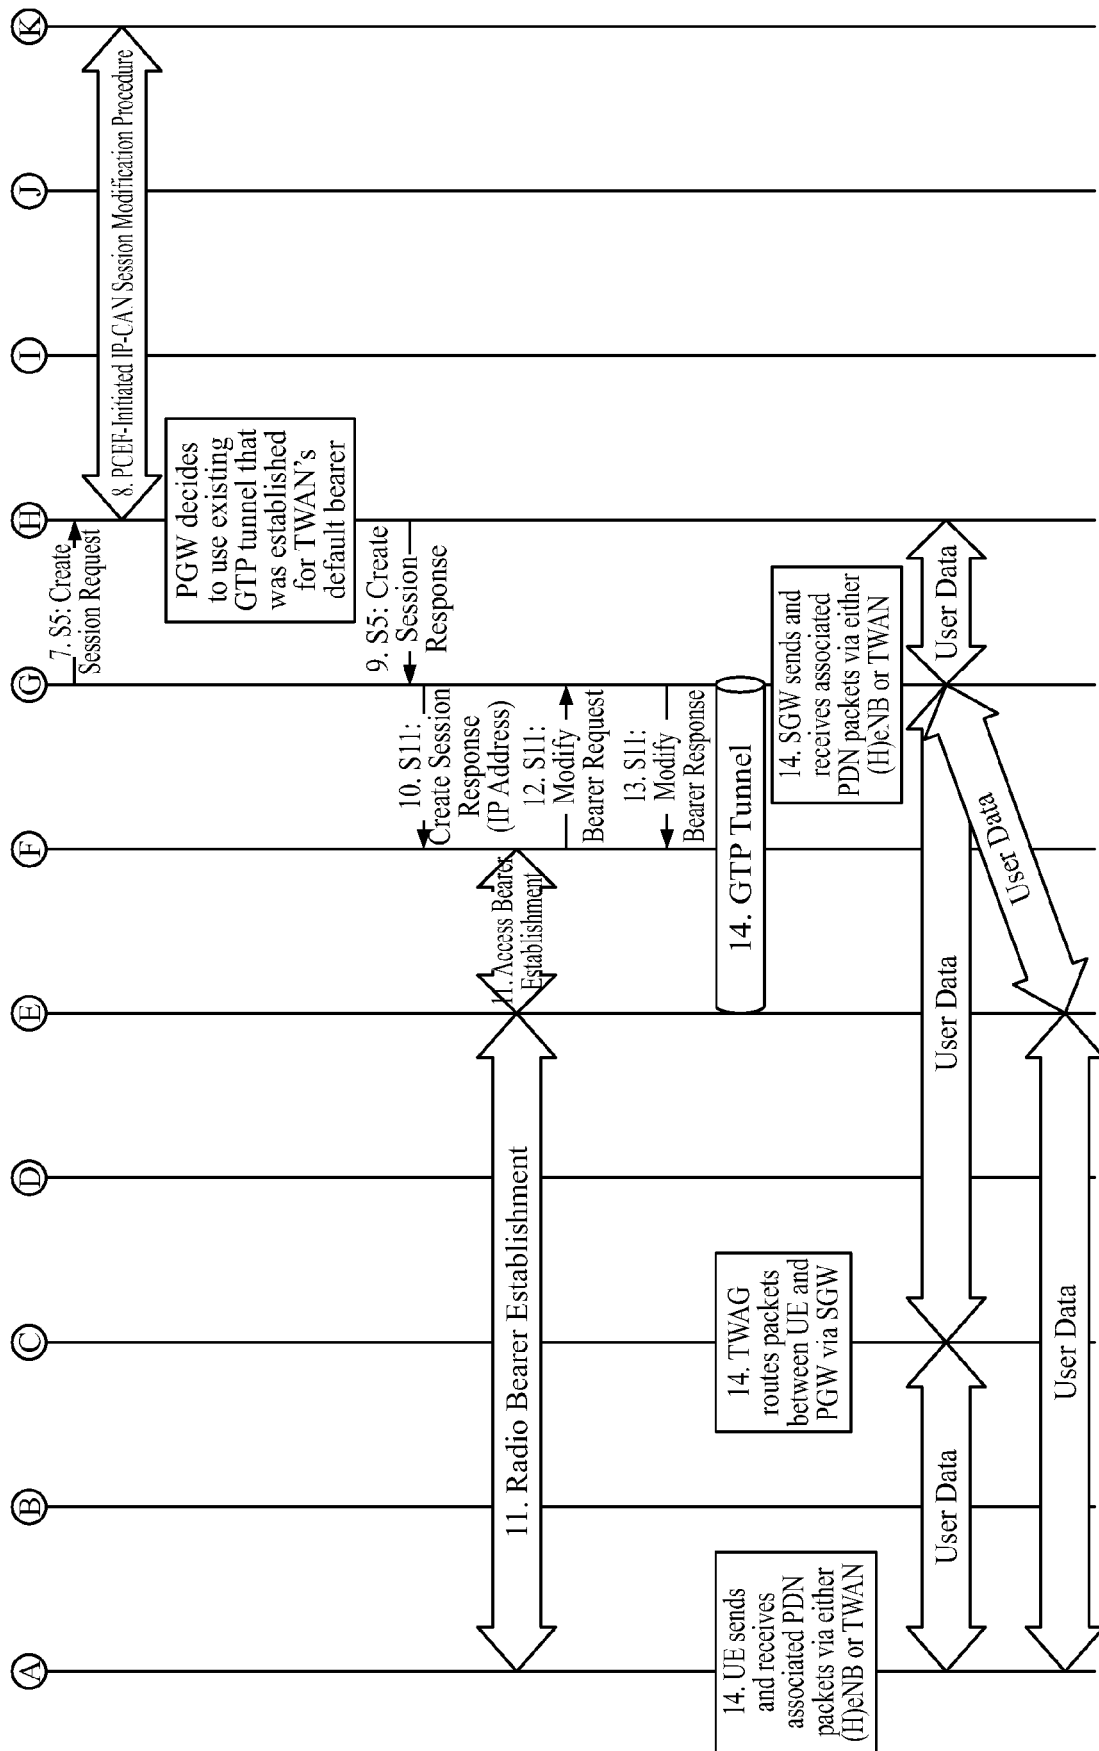 A
B
C
D
E
F
G
H
I
J
K
7. S5: Create
Session Request
8. PCEF-Initiated IP-CAN Session Modification Procedure
PGW decides
to use existing
GTP tunnel that
was established
for TWAN's
default bearer
9. S5: Create
Session
Response
10. S11:
Create Session
Response
(IP Address)
11. Radio Bearer Establishment
11. Access Bearer
Establishment
12. S11:
Modify
Bearer Request
13. S11:
Modify
Bearer Response
14. UE sends
and receives
associated PDN
packets via either
(H)eNB or TWAN
14. TWAG
routes packets
between UE and
PGW via SGW
14. GTP Tunnel
14. SGW sends and
receives associated
PDN packets via either
(H)eNB or TWAN
User Data
User Data
User Data
User Data
User Data